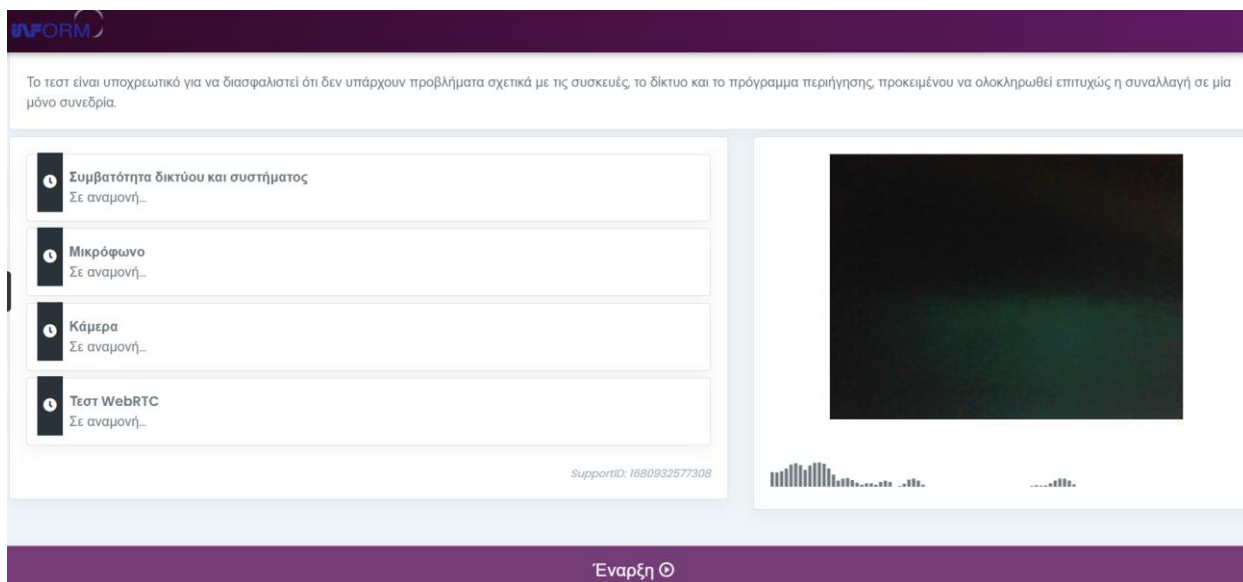 INFORM
Το τεστ είναι υποχρεωτικό για να διασφαλιστεί ότι δεν υπάρχουν προβλήματα σχετικά με τις συσκευές, το δίκτυο και το πρόγραμμα περιήγησης, προκειμένου να ολοκληρωθεί επιτυχώς η συναλλαγή σε μία
μόνο συνεδρία.
Συμβατότητα δικτύου και συστήματος
Σε αναμονή...
Μικρόφωνο
Σε αναμονή...
Κάμερα
Σε αναμονή...
Τεστ WebRTC
Σε αναμονή...
SupportID: 1680932577308
Έναρξη